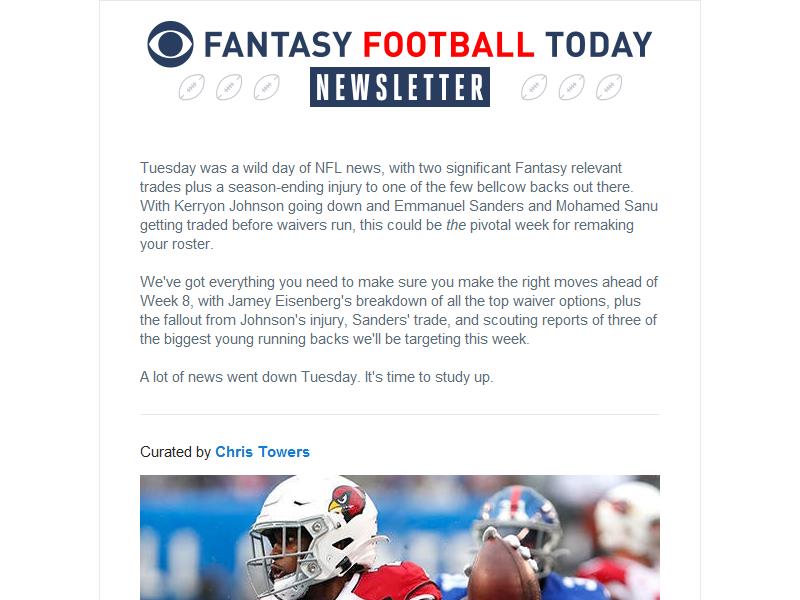 FANTASY FOOTBALL TODAY
NEWSLETTER
Tuesday was a wild day of NFL news, with two significant Fantasy relevant
trades plus a season-ending injury to one of the few bellcow backs out there.
With Kerryon Johnson going down and Emmanuel Sanders and Mohamed Sanu
getting traded before waivers run, this could be the pivotal week for remaking
your roster.
We've got everything you need to make sure you make the right moves ahead of
Week 8, with Jamey Eisenberg's breakdown of all the top waiver options, plus
the fallout from Johnson's injury, Sanders' trade, and scouting reports of three of
the biggest young running backs we'll be targeting this week.
A lot of news went down Tuesday. It's time to study up.
Curated by Chris Towers